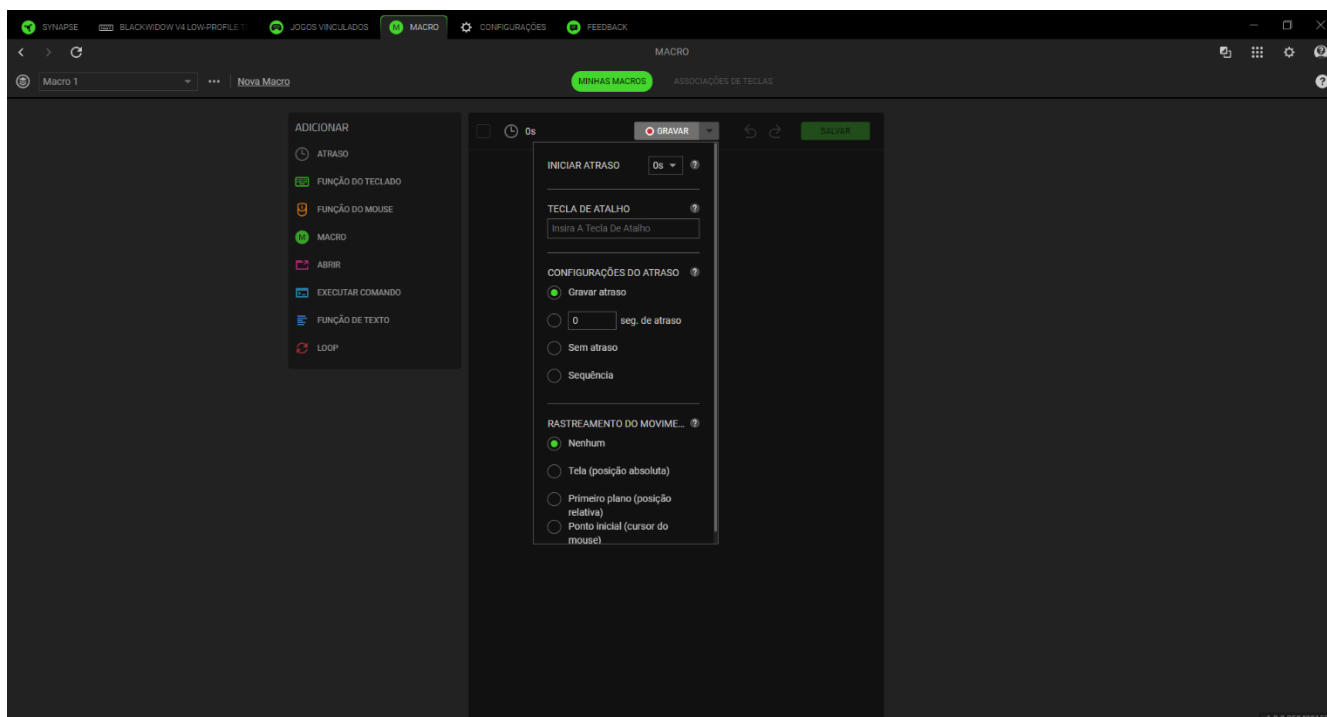 SYNAPSE
BLACKWIDOW V4 LOW-PROFILE T
JOGOS VINCULADOS
M MACRO
CONFIGURAÇÕES
FEEDBACK
MACRO
Macro 1
Nova Macro
MINHAS MACROS
ASSOCIAÇÕES DE TECLAS
ADICIONAR
ATRASO
FUNÇÃO DO TECLADO
FUNÇÃO DO MOUSE
M MACRO
ABRIR
EXECUTAR COMANDO
FUNÇÃO DE TEXTO
LOOP
0s
GRAVAR
SALVAR
INICIAR ATRASO 0s ?
TECLA DE ATALHO ?
Insira A Tecla De Atalho
CONFIGURAÇÕES DO ATRASO ?
Gravar atraso
0 seg. de atraso
Sem atraso
Sequência
RASTREAMENTO DO MOVIME... ?
Nenhum
Tela (posição absoluta)
Primeiro plano (posição
relativa)
Ponto inicial (cursor do
mouse)